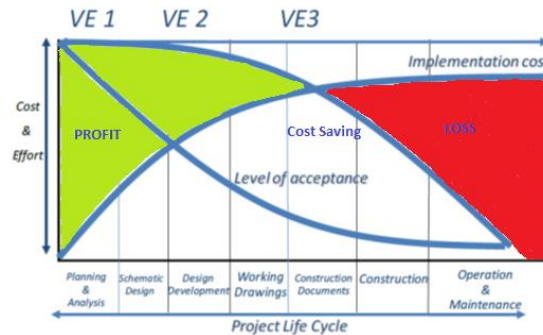 VE 1 VE 2 VE3
Implementation cos
Cost
&
Effort
PROFIT
Cost Saving
LOSS
Level of acceptance
Planning
&
Analysis
Schematic
Design
Design
Development
Working
Drawings
Construction
Documents
Construction
Operation
&
Maintenance
Project Life Cycle